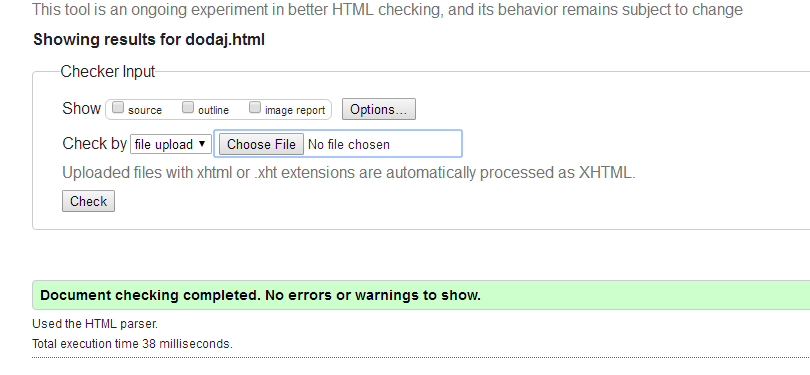 This tool is an ongoing experiment in better HTML checking, and its behavior remains subject to change
Showing results for dodaj.html
Checker Input
Show source outline image report Options...
Check by file upload Choose File No file chosen
Uploaded files with xhtml or .xht extensions are automatically processed as XHTML.
Check
Document checking completed. No errors or warnings to show.
Used the HTML parser.
Total execution time 38 milliseconds.